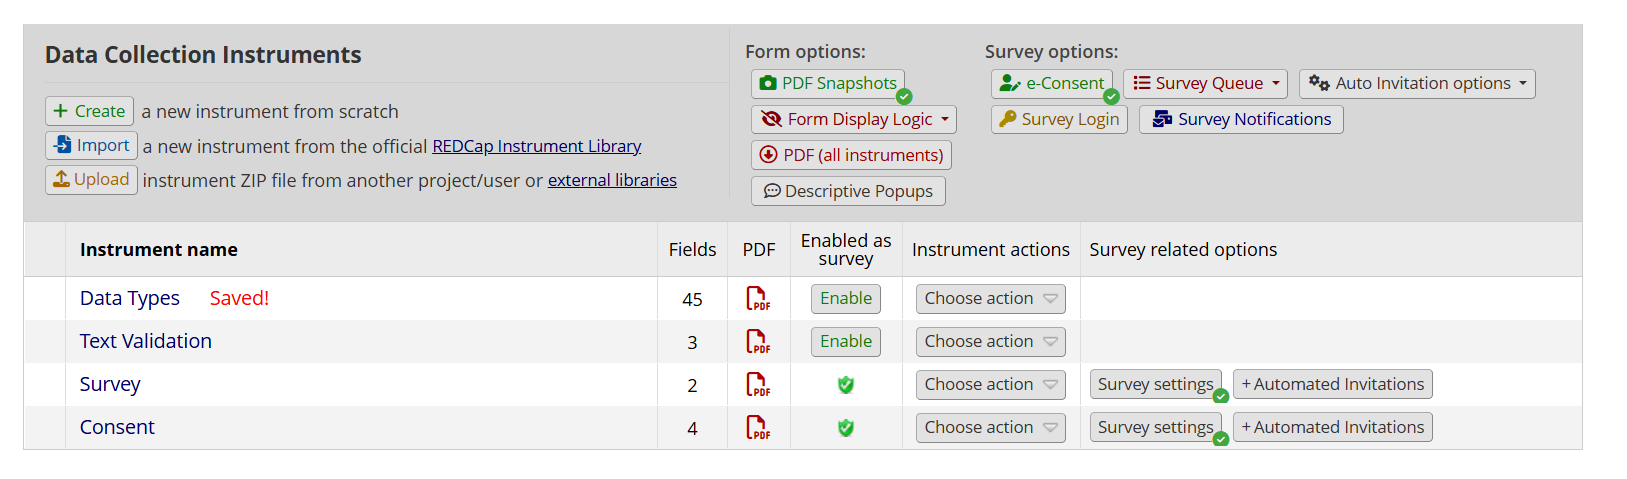 Data Collection Instruments
Create a new instrument from scratch
Import a new instrument from the official REDCap Instrument Library
Upload instrument ZIP file from another project/user or external libraries
Form options:
PDF Snapshots
Form Display Logic
PDF (all instruments)
Descriptive Popups
Survey options:
e-Consent Survey Queue Auto Invitation options
Survey Login Survey Notifications
Instrument name Fields PDF Enabled as survey Instrument actions Survey related options
Data Types Saved! 45 PDF Enable Choose action
Text Validation 3 PDF Enable Choose action
Survey 2 PDF Choose action Survey settings + Automated Invitations
Consent 4 PDF Choose action Survey settings + Automated Invitations